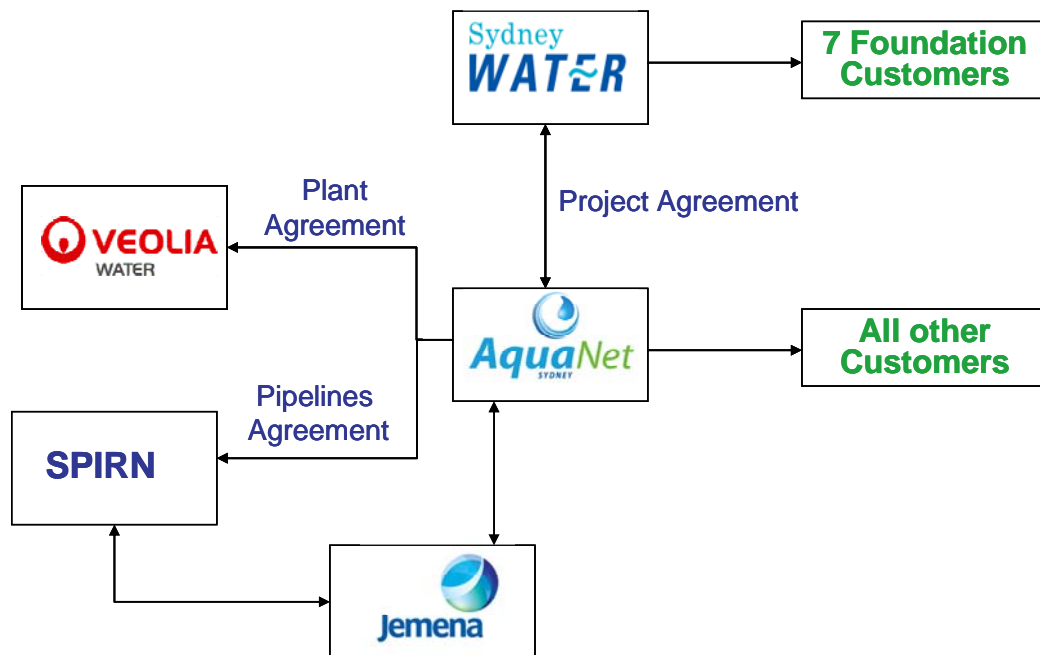 Sydney
WATER
7 Foundation
Customers
Plant
Agreement
Project Agreement
VEOLIA
WATER
AquaNet
SYDNEY
All other
Customers
Pipelines
Agreement
SPIRN
Jemena